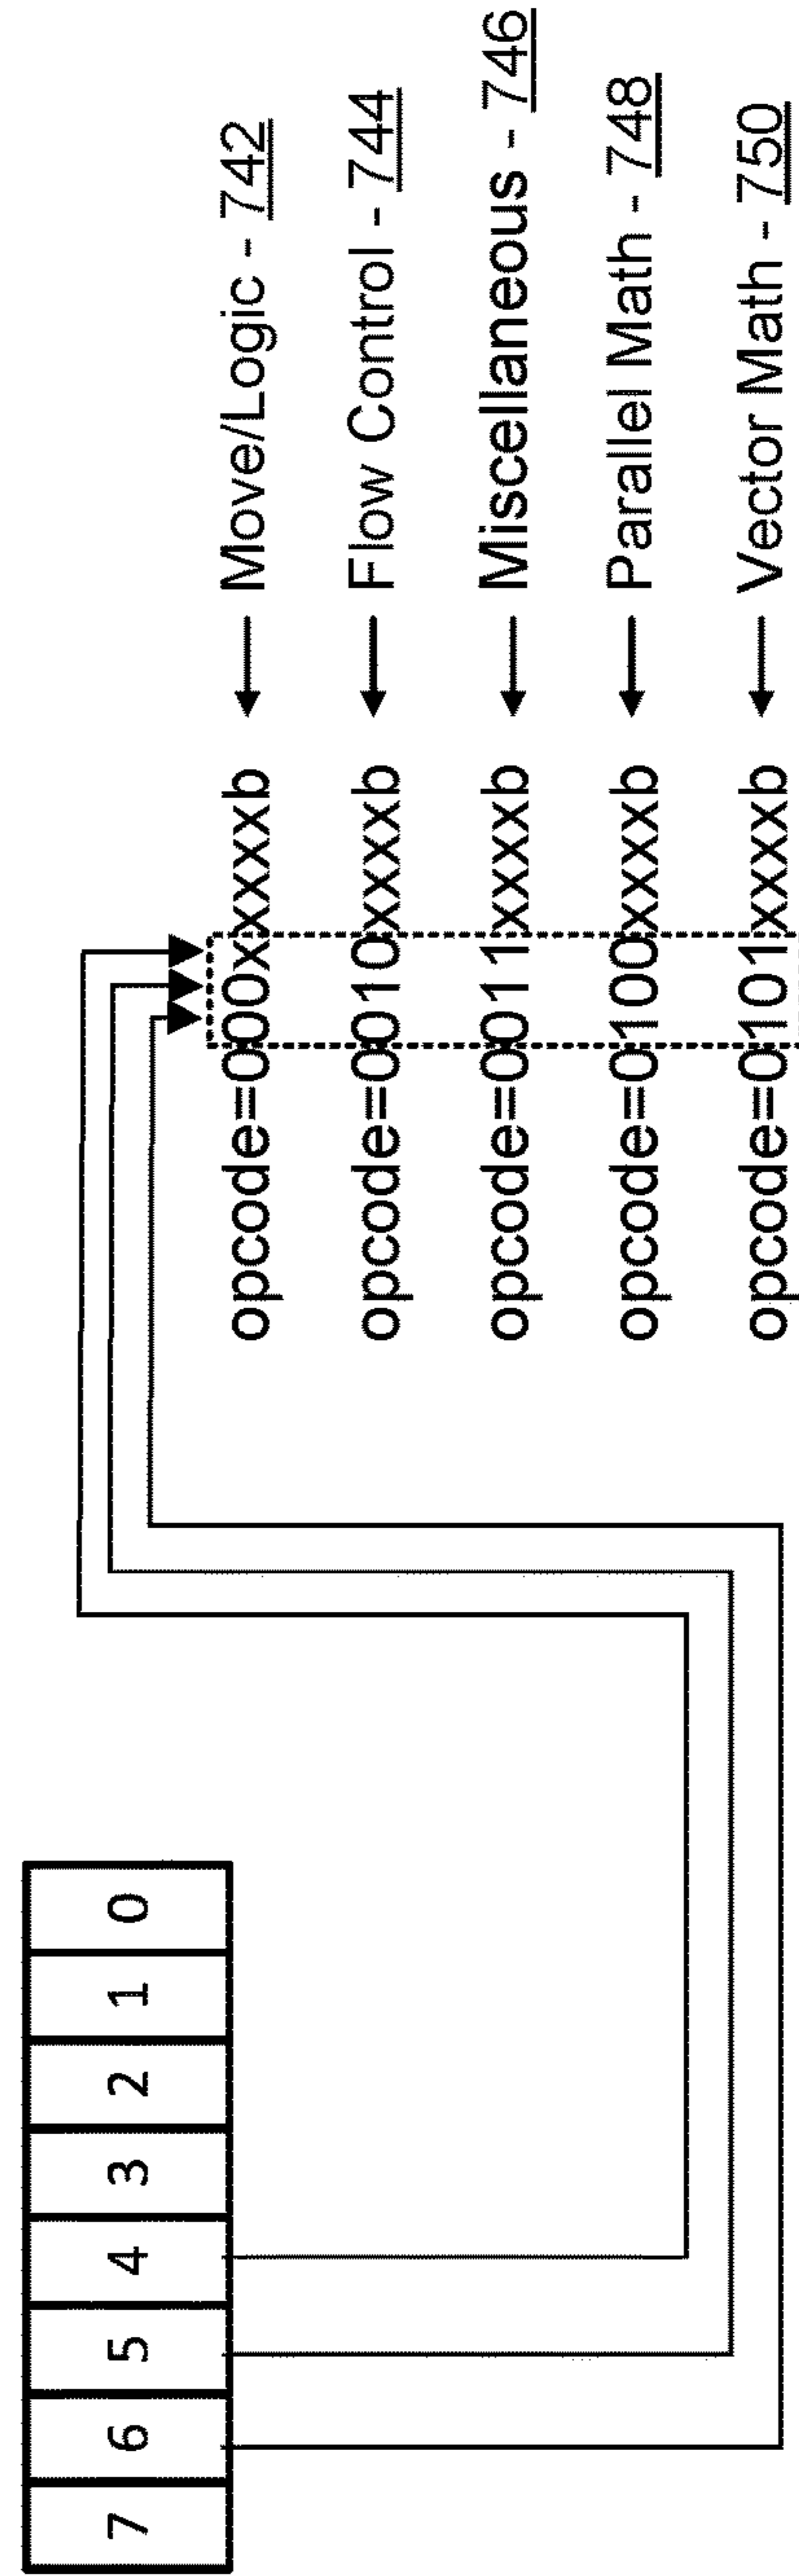 7 6 5 4 3 2 1 0
opcode=000xxxxxb ← Move/Logic - 742
opcode=0010xxxxb ← Flow Control - 744
opcode=0011xxxxb ← Miscellaneous - 746
opcode=0100xxxxb ← Parallel Math - 748
opcode=0101xxxxb ← Vector Math - 750